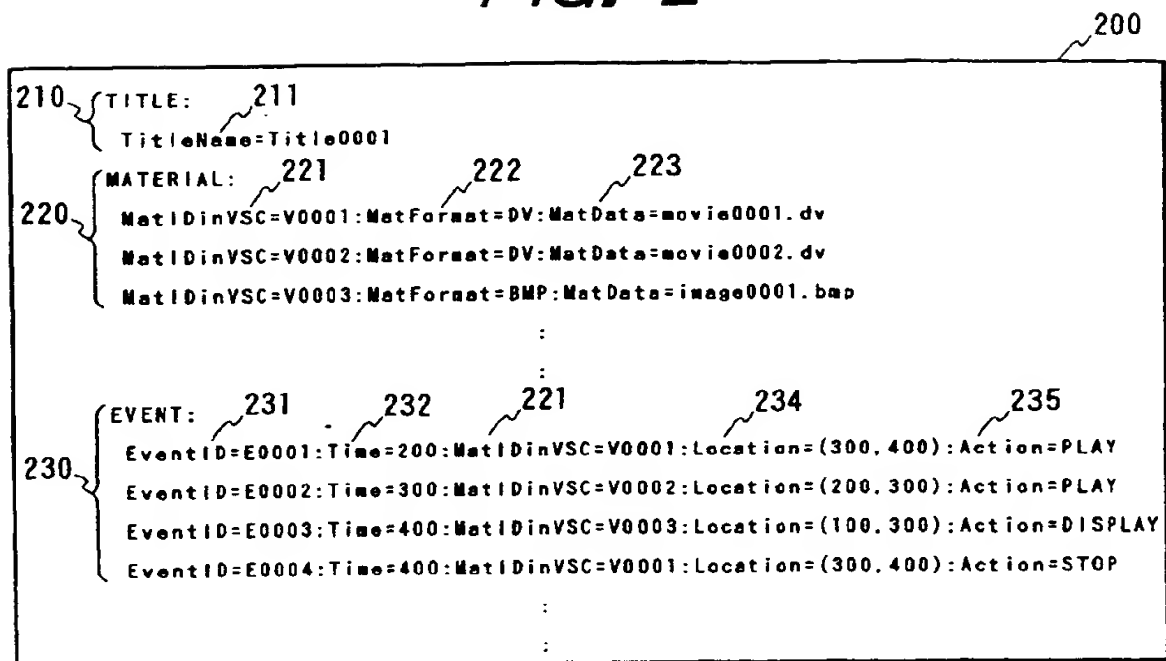 FIG. 2
200
210 TITLE: 211
TitleName=Title0001
MATERIAL: 221 222 223
220
MatIDinVSC=V0001:MatFormat=DV:MatData=movie0001.dv
MatIDinVSC=V0002:MatFormat=DV:MatData=movie0002.dv
MatIDinVSC=V0003:MatFormat=BMP:MatData=image0001.bmp
:
:
EVENT: 231 232 221 234 235
EventID=E0001:Time=200:MatIDinVSC=V0001:Location=(300,400):Action=PLAY
230
EventID=E0002:Time=300:MatIDinVSC=V0002:Location=(200,300):Action=PLAY
EventID=E0003:Time=400:MatIDinVSC=V0003:Location=(100,300):Action=DISPLAY
EventID=E0004:Time=400:MatIDinVSC=V0001:Location=(300,400):Action=STOP
:
: